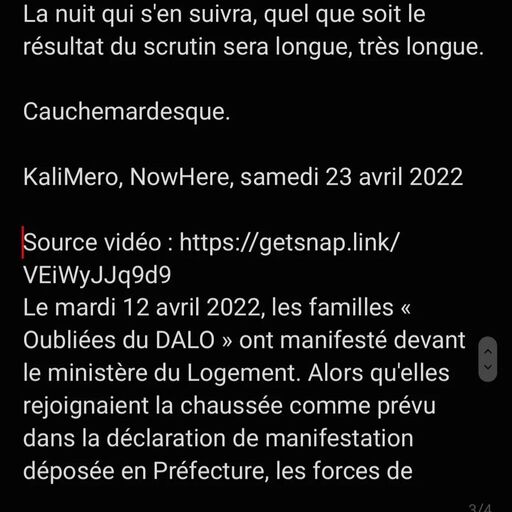 La nuit qui s'en suivra, quel que soit le
résultat du scrutin sera longue, très longue.
Cauchemardesque.
KaliMero, NowHere, samedi 23 avril 2022
Source vidéo : https://getsnap.link/
VEiWyJJq9d9
Le mardi 12 avril 2022, les familles «
Oubliées du DALO » ont manifesté devant
le ministère du Logement. Alors qu'elles
rejoignaient la chaussée comme prévu
dans la déclaration de manifestation
déposée en Préfecture, les forces de
3/4